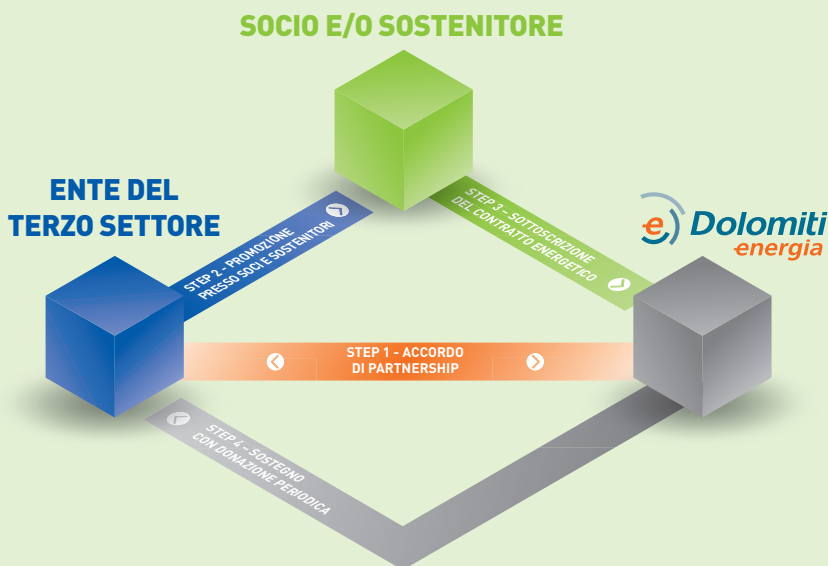 SOCIO E/O SOSTENITORE
ENTE DEL
TERZO SETTORE
STEP 2 - PROMOZIONE
PRESSO SOCI E SOSTENITORI
STEP 3 – SOTTOSCRIZIONE
DEL CONTRATTO ENERGETICO
e Dolomiti
energia
STEP 1 - ACCORDO
DI PARTNERSHIP
STEP 4 – SOSTEGNO
CON DONAZIONE PERIODICA